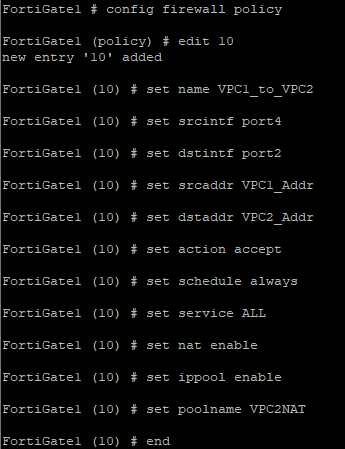 FortiGate1 # config firewall policy
FortiGate1 (policy) # edit 10
new entry '10' added
FortiGate1 (10) # set name VPC1_to_VPC2
FortiGate1 (10) # set srcintf port4
FortiGate1 (10) # set dstintf port2
FortiGate1 (10) # set srcaddr VPC1_Addr
FortiGate1 (10) # set dstaddr VPC2_Addr
FortiGate1 (10) # set action accept
FortiGate1 (10) # set schedule always
FortiGate1 (10) # set service ALL
FortiGate1 (10) # set nat enable
FortiGate1 (10) # set ippool enable
FortiGate1 (10) # set poolname VPC2NAT
FortiGate1 (10) # end